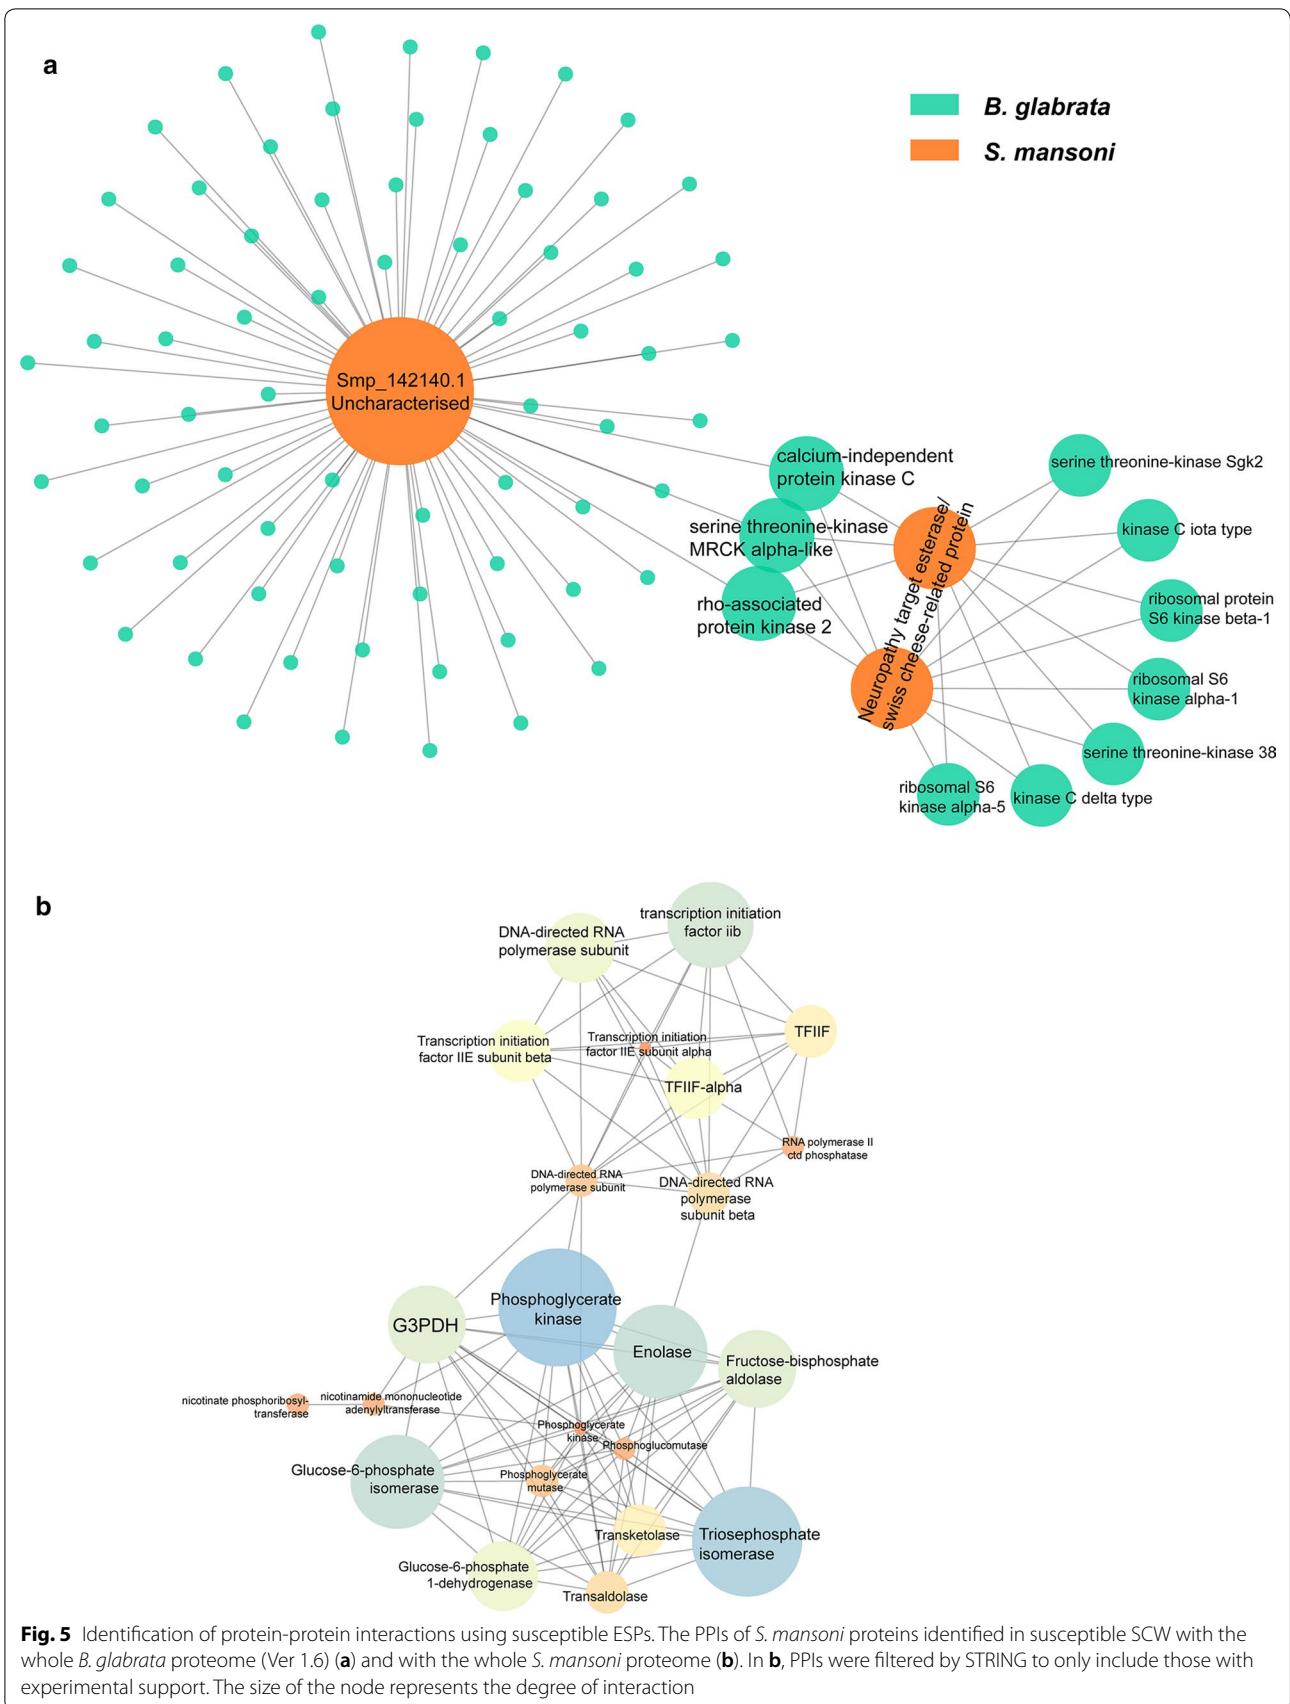 a
B. glabrata
S. mansoni
Smp_142140.1
Uncharacterised
calcium-independent
protein kinase C
serine threonine-kinase
MRCK alpha-like
rho-associated
protein kinase 2
Neuropathy target esterase/
swiss cheese-related protein
serine threonine-kinase Sgk2
kinase C iota type
ribosomal protein
S6 kinase beta-1
ribosomal S6
kinase alpha-1
serine threonine-kinase 38
kinase C delta type
ribosomal S6
kinase alpha-5
b
transcription initiation
factor iib
DNA-directed RNA
polymerase subunit
TFIIF
Transcription initiation
factor IIE subunit beta
Transcription initiation
factor IIE subunit alpha
TFIIF-alpha
RNA polymerase II
ctd phosphatase
DNA-directed RNA
polymerase subunit
DNA-directed RNA
polymerase
subunit beta
Phosphoglycerate
kinase
G3PDH
Enolase
Fructose-bisphosphate
aldolase
nicotinate phosphoribosyl-
transferase
nicotinamide mononucleotide
adenylyltransferase
Phosphoglycerate
kinase
Phosphoglucomutase
Glucose-6-phosphate
isomerase
Phosphoglycerate
mutase
Transketolase
Triosephosphate
isomerase
Glucose-6-phosphate
1-dehydrogenase
Transaldolase
Fig. 5 Identification of protein-protein interactions using susceptible ESPs. The PPIs of S. mansoni proteins identified in susceptible SCW with the
whole B. glabrata proteome (Ver 1.6) (a) and with the whole S. mansoni proteome (b). In b, PPIs were filtered by STRING to only include those with
experimental support. The size of the node represents the degree of interaction